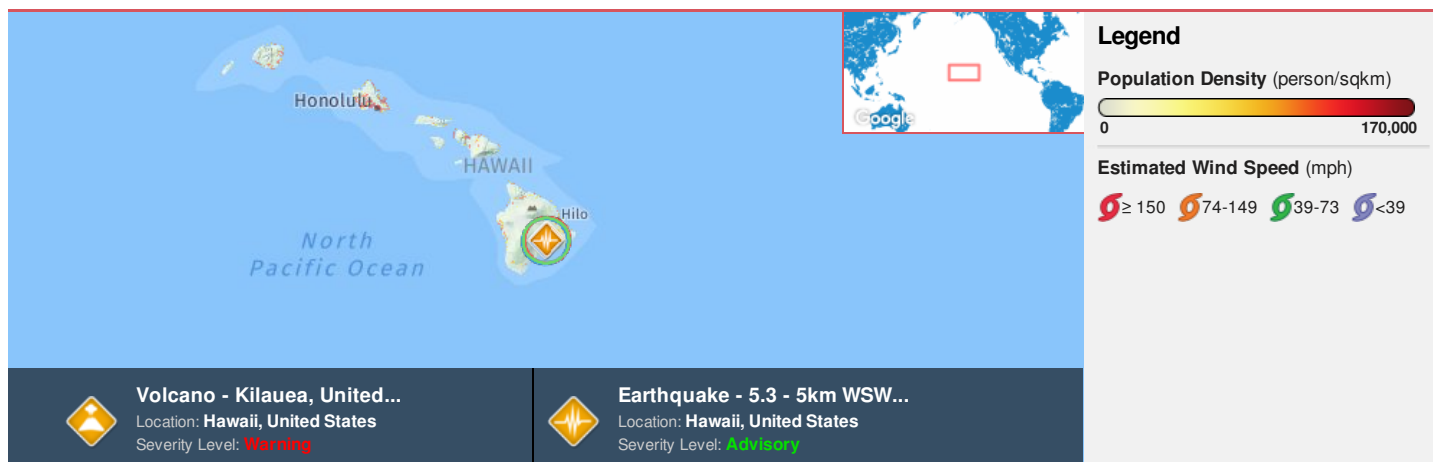 Honolulu
HAWAII
Hilo
North
Pacific Ocean
Google
Legend
Population Density (person/sqkm)
0 170,000
Estimated Wind Speed (mph)
≥ 150 74-149 39-73 <39
Volcano - Kilauea, United...
Location: Hawaii, United States
Severity Level: Warning
Earthquake - 5.3 - 5km WSW...
Location: Hawaii, United States
Severity Level: Advisory